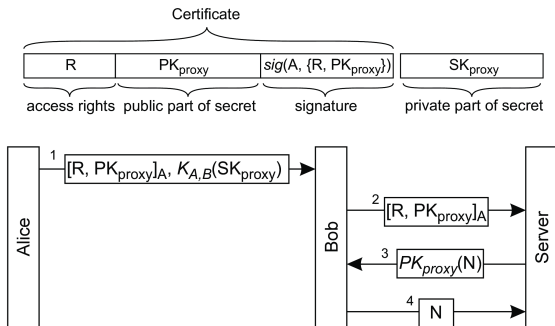 Certificate
R PKproxy sig(A, {R, PKproxy}) SKproxy
access rights public part of secret signature private part of secret
1 [R, PKproxy]A, KA,B(SKproxy)
2 [R, PKproxy]A
3 PKproxy(N)
4 N
Alice
Bob
Server